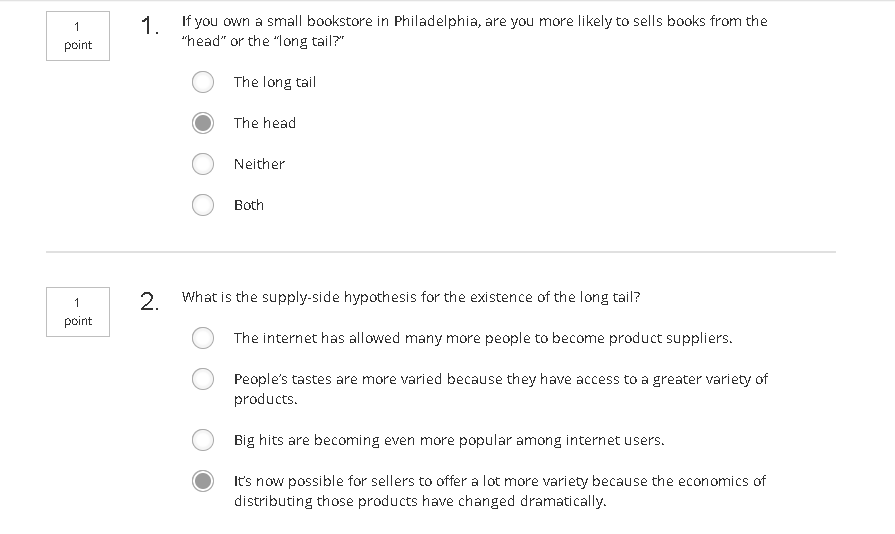 1
point
1.
If you own a small bookstore in Philadelphia, are you more likely to sells books from the
“head” or the “long tail?”
The long tail
The head
Neither
Both
1
point
2.
What is the supply-side hypothesis for the existence of the long tail?
The internet has allowed many more people to become product suppliers.
People’s tastes are more varied because they have access to a greater variety of
products.
Big hits are becoming even more popular among internet users.
It’s now possible for sellers to offer a lot more variety because the economics of
distributing those products have changed dramatically.